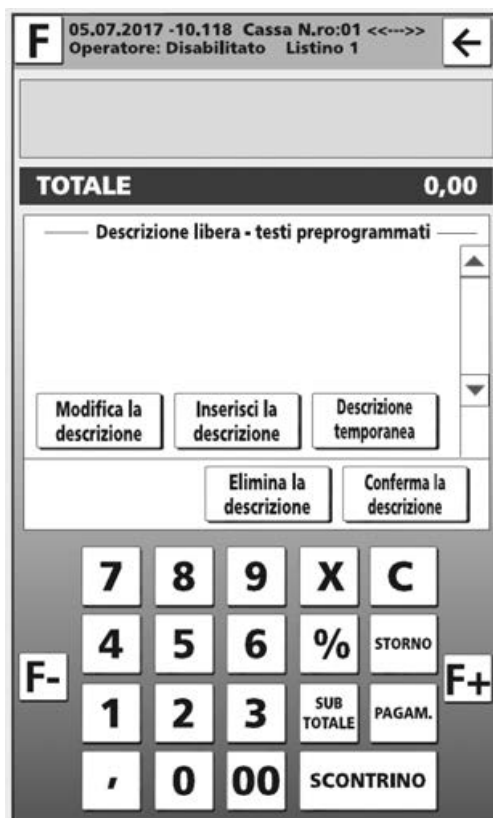 F
05.07.2017 -10.118 Cassa N.ro:01 <<--->>
Operatore: Disabilitato Listino 1
←
TOTALE 0,00
Descrizione libera - testi preprogrammati
Modifica la
descrizione
Inserisci la
descrizione
Descrizione
temporanea
Elimina la
descrizione
Conferma la
descrizione
7 8 9 X C
4 5 6 % STORNO
F-
F+
1 2 3 SUB
TOTALE PAGAM.
, 0 00 SCONTRINO